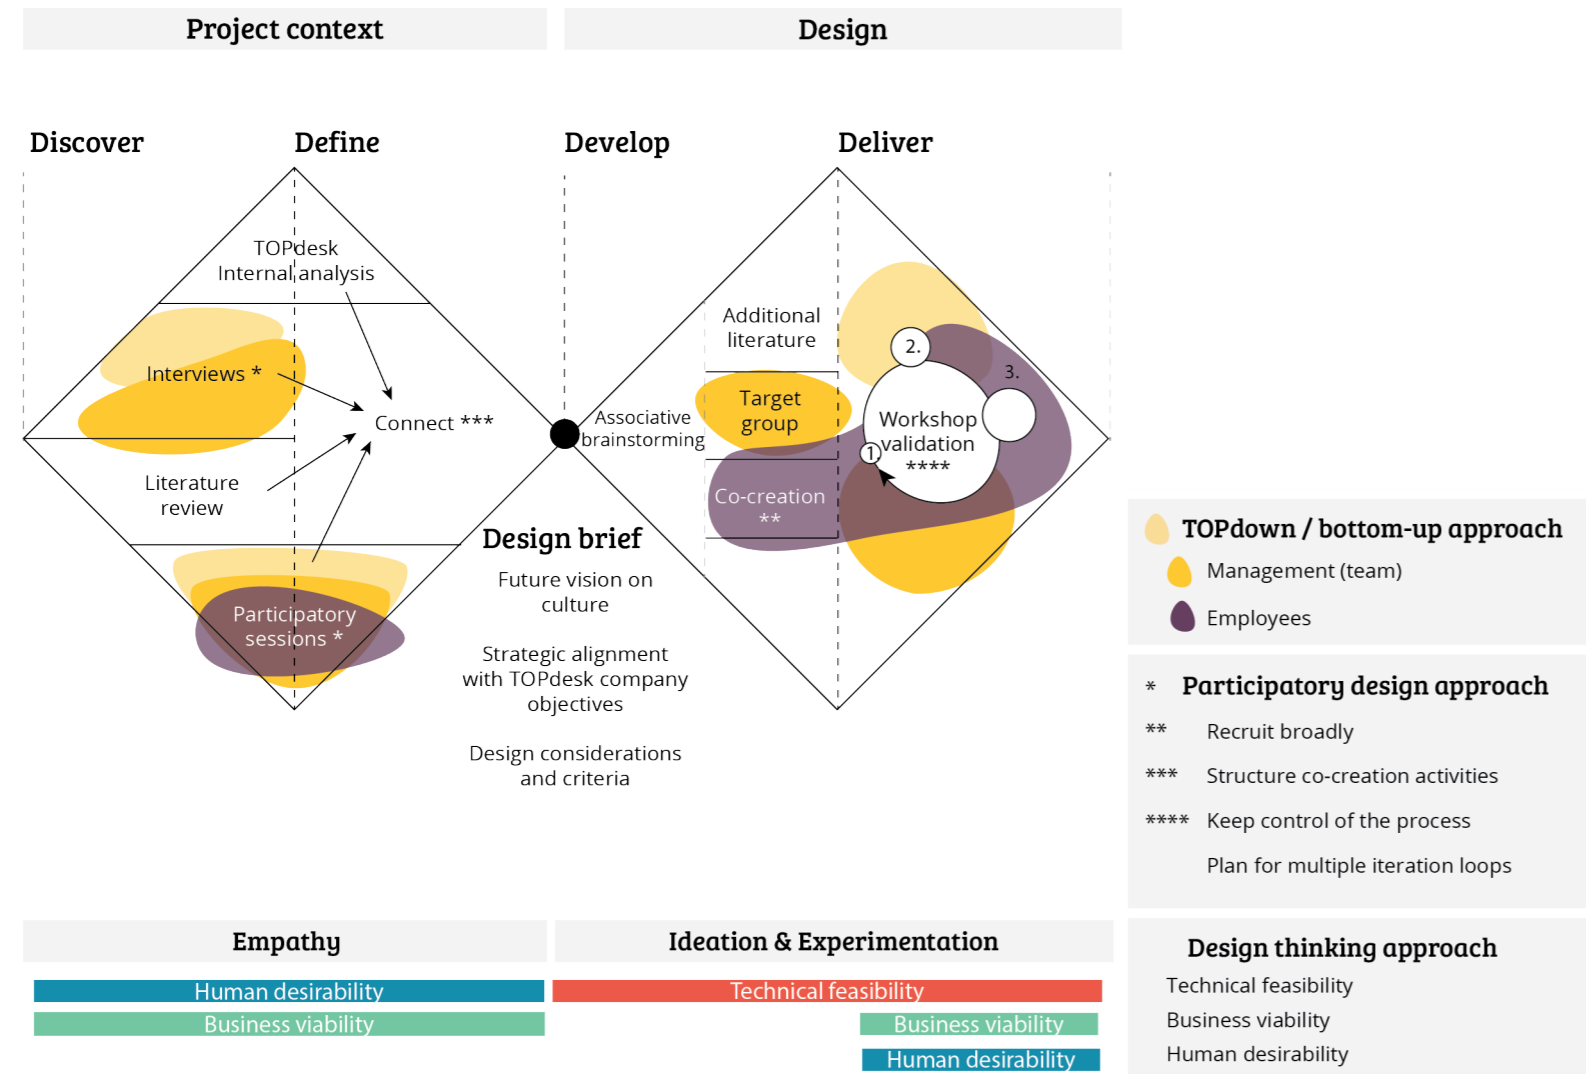 Project context
Design
Discover
Define
Develop
Deliver
TOPdesk
Internal analysis
Interviews *
Connect ***
Literature
review
Participatory
sessions *
Associative
brainstorming
Additional
literature
Target
group
Co-creation
**
2.
3.
1.
Workshop
validation
****
Design brief
Future vision on
culture
Strategic alignment
with TOPdesk company
objectives
Design considerations
and criteria
TOPdown / bottom-up approach
Management (team)
Employees
* Participatory design approach
** Recruit broadly
*** Structure co-creation activities
**** Keep control of the process
Plan for multiple iteration loops
Empathy
Ideation & Experimentation
Human desirability
Technical feasibility
Business viability
Business viability
Human desirability
Design thinking approach
Technical feasibility
Business viability
Human desirability